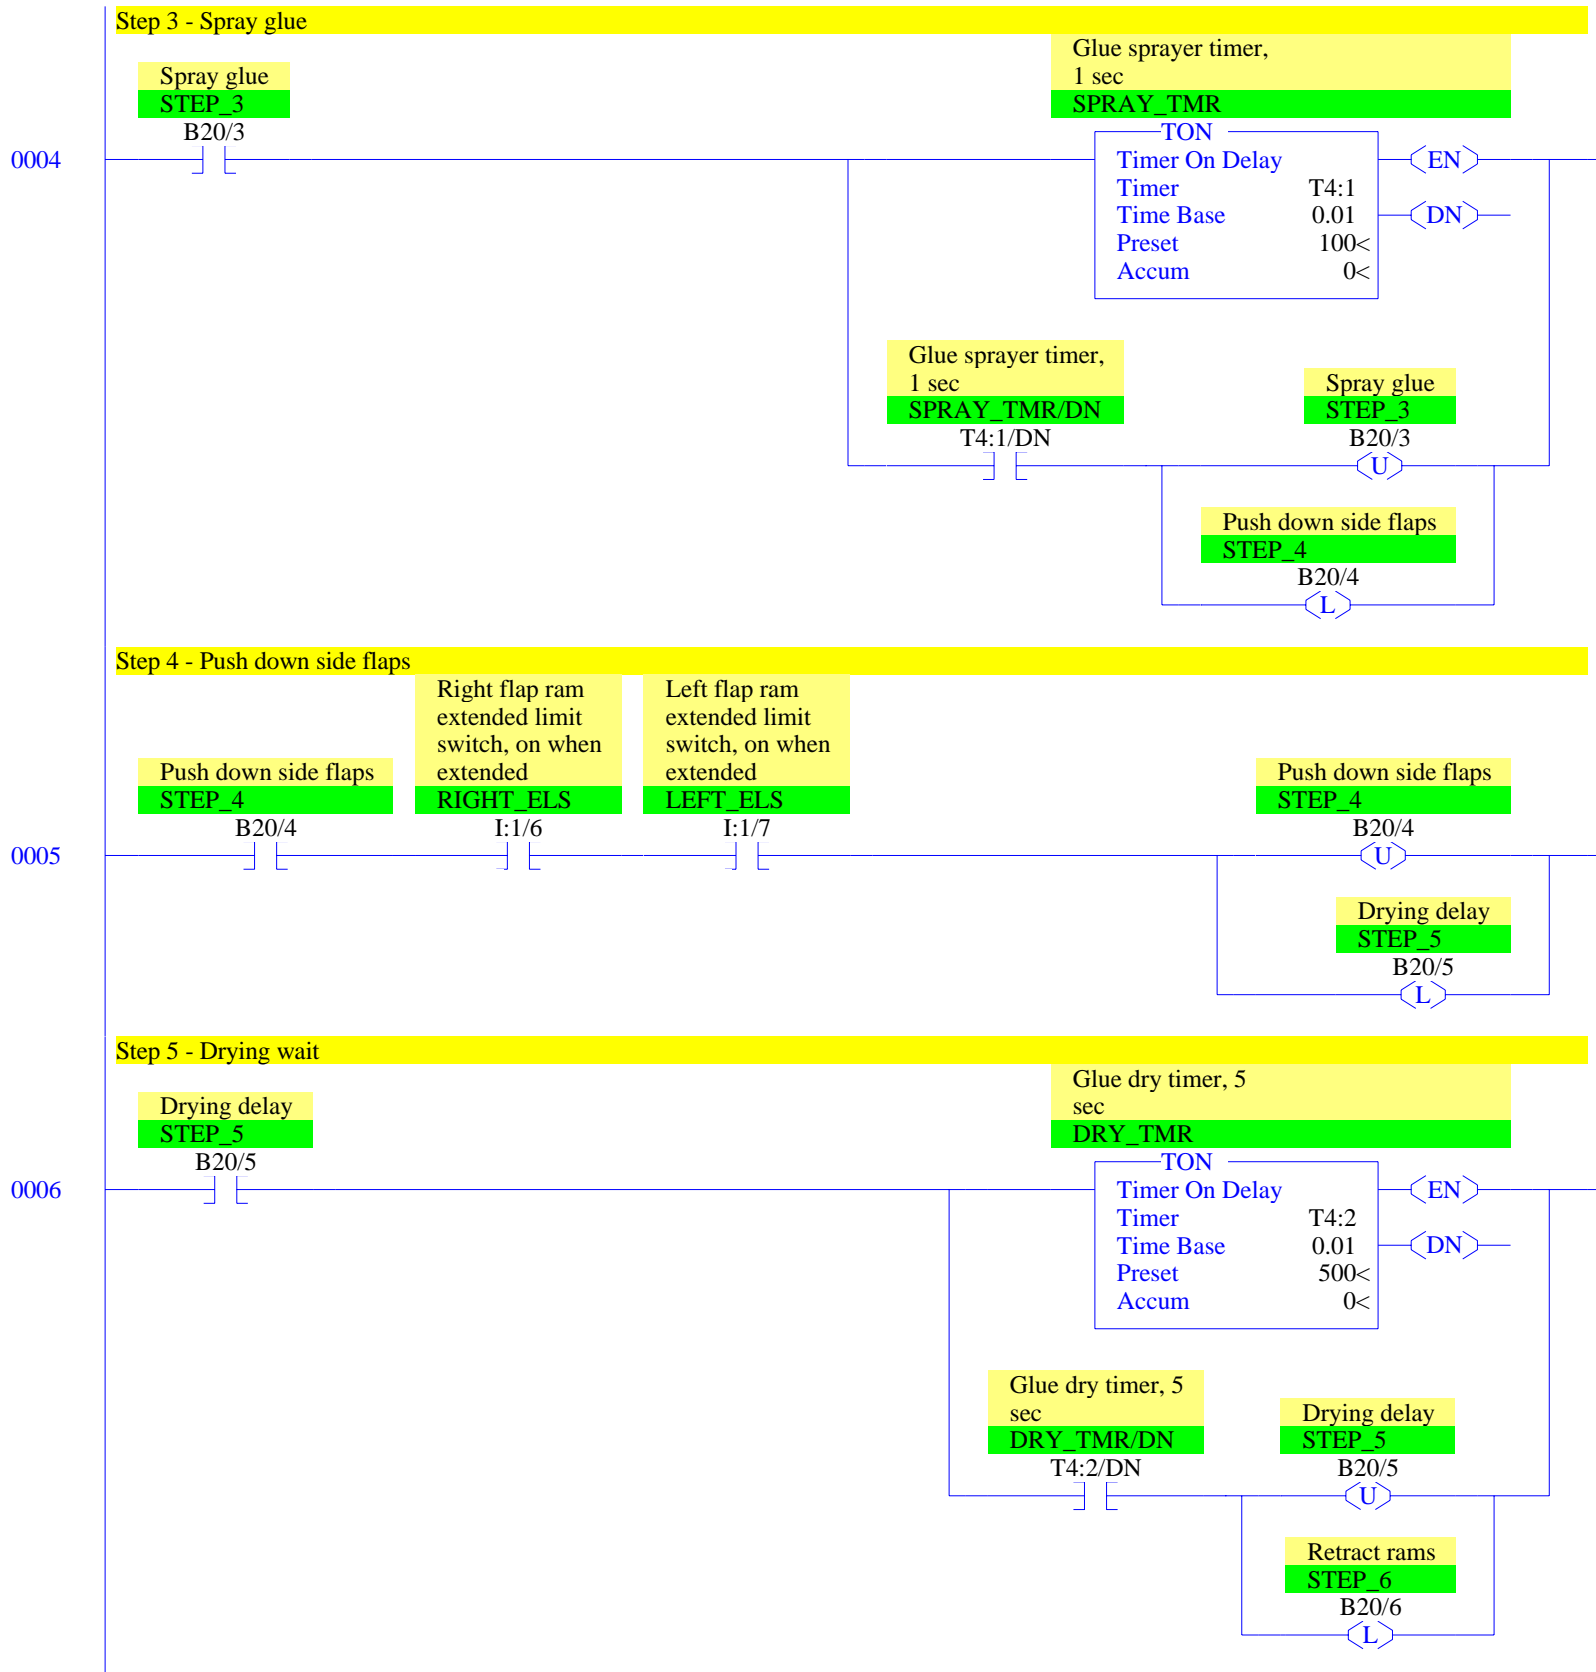 Step 3 - Spray glue
Spray glue
STEP_3
B20/3
0004
Glue sprayer timer,
1 sec
SPRAY_TMR
TON
Timer On Delay
Timer T4:1
Time Base 0.01
Preset 100<
Accum 0<
EN
DN
Glue sprayer timer,
1 sec
SPRAY_TMR/DN
T4:1/DN
Spray glue
STEP_3
B20/3
U
Push down side flaps
STEP_4
B20/4
L
Step 4 - Push down side flaps
Push down side flaps
STEP_4
B20/4
0005
Right flap ram
extended limit
switch, on when
extended
RIGHT_ELS
I:1/6
Left flap ram
extended limit
switch, on when
extended
LEFT_ELS
I:1/7
Push down side flaps
STEP_4
B20/4
U
Drying delay
STEP_5
B20/5
L
Step 5 - Drying wait
Drying delay
STEP_5
B20/5
0006
Glue dry timer, 5
sec
DRY_TMR
TON
Timer On Delay
Timer T4:2
Time Base 0.01
Preset 500<
Accum 0<
EN
DN
Glue dry timer, 5
sec
DRY_TMR/DN
T4:2/DN
Drying delay
STEP_5
B20/5
U
Retract rams
STEP_6
B20/6
L